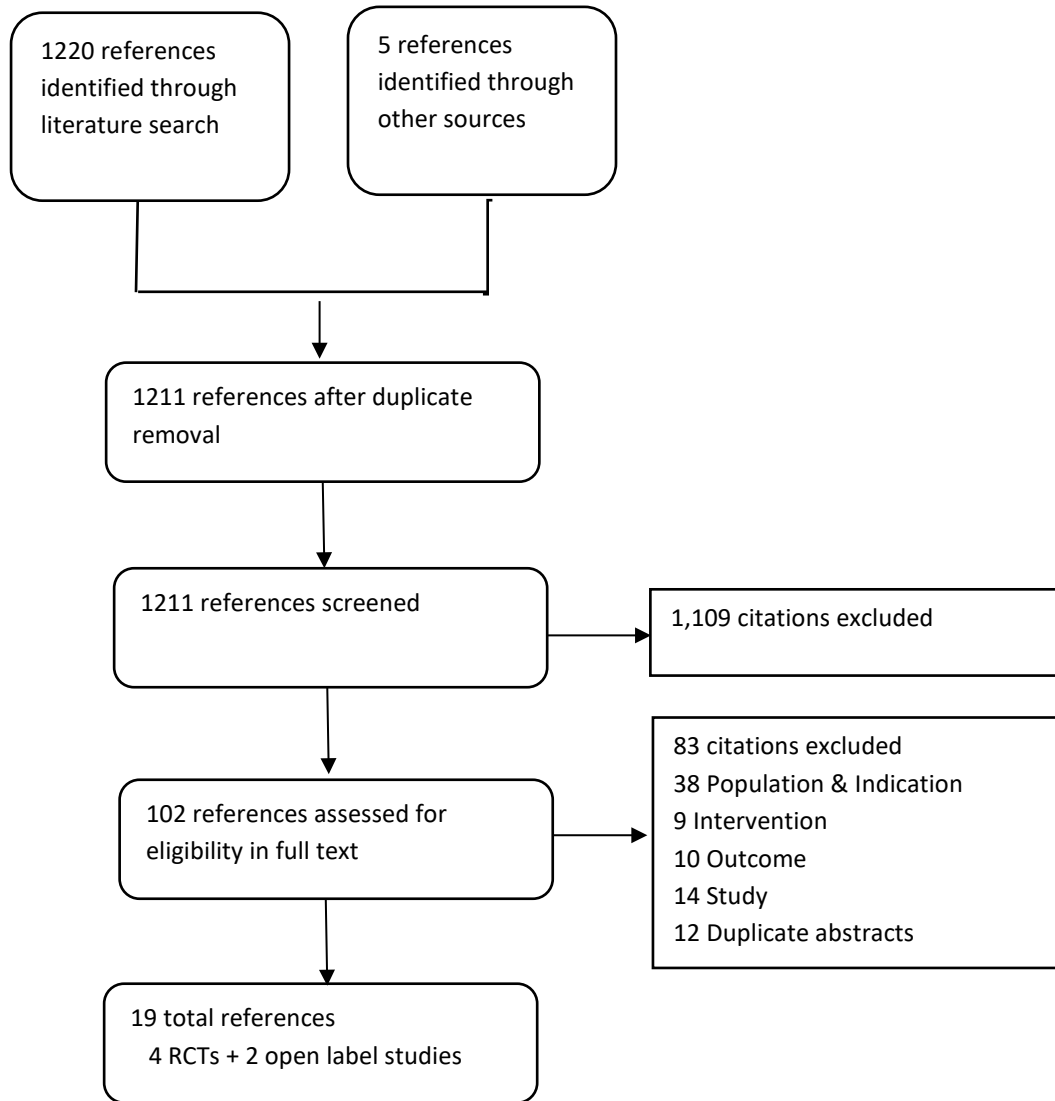 1220 references
identified through
literature search
5 references
identified through
other sources
1211 references after duplicate
removal
1211 references screened
1,109 citations excluded
102 references assessed for
eligibility in full text
83 citations excluded
38 Population & Indication
9 Intervention
10 Outcome
14 Study
12 Duplicate abstracts
19 total references
4 RCTs + 2 open label studies